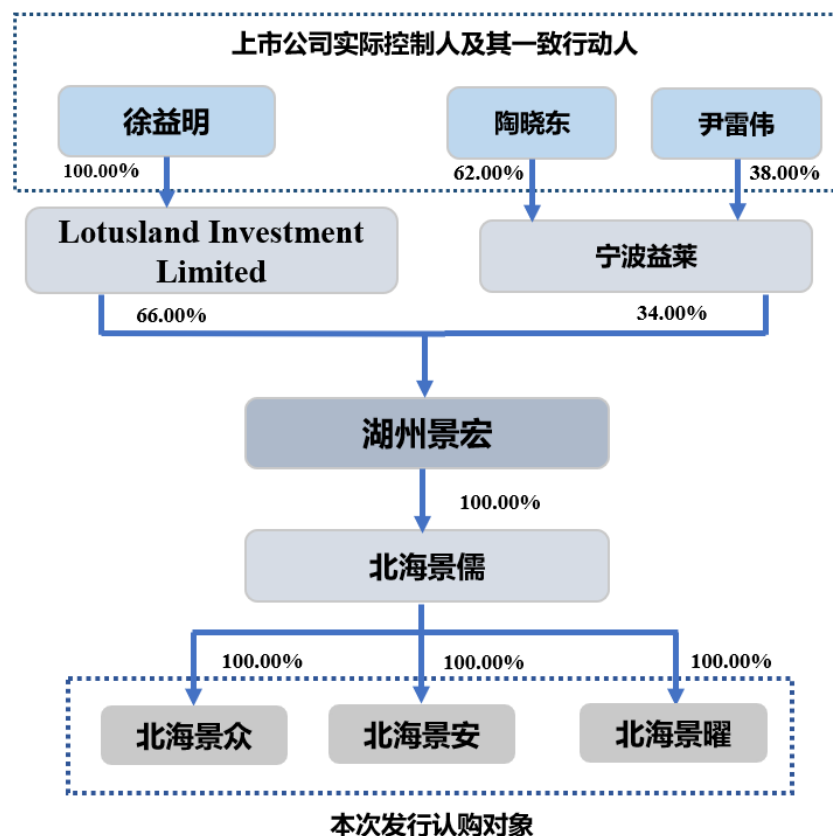 上市公司实际控制人及其一致行动人
徐益明
陶晓东
尹雷伟
100.00%
62.00%
38.00%
Lotusland Investment
Limited
宁波益莱
66.00%
34.00%
湖州景宏
100.00%
北海景儒
100.00%
100.00%
100.00%
北海景众
北海景安
北海景曜
本次发行认购对象